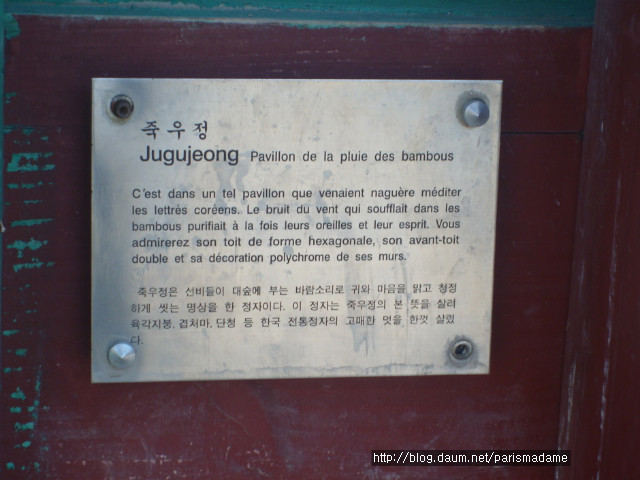 죽우정
Jugujeong Pavillon de la pluie des bambous
C'est dans un tel pavillon que venaient naguère méditer
les lettrés coréens. Le bruit du vent qui soufflait dans les
bambous purifiait à la fois leurs oreilles et leur esprit. Vous
admirerez son toit de forme hexagonale, son avant-toit
double et sa décoration polychrome de ses murs.
죽우정은 선비들이 대숲에 부는 바람소리로 귀와 마음을 맑고 청정
하게 씻는 명상을 한 정자이다. 이 정자는 죽우정의 본 뜻을 살려
육각지붕, 겹처마, 단청 등 한국 전통정자의 고매한 멋을 한껏 살렸
다.
http://blog.daum.net/parismadame